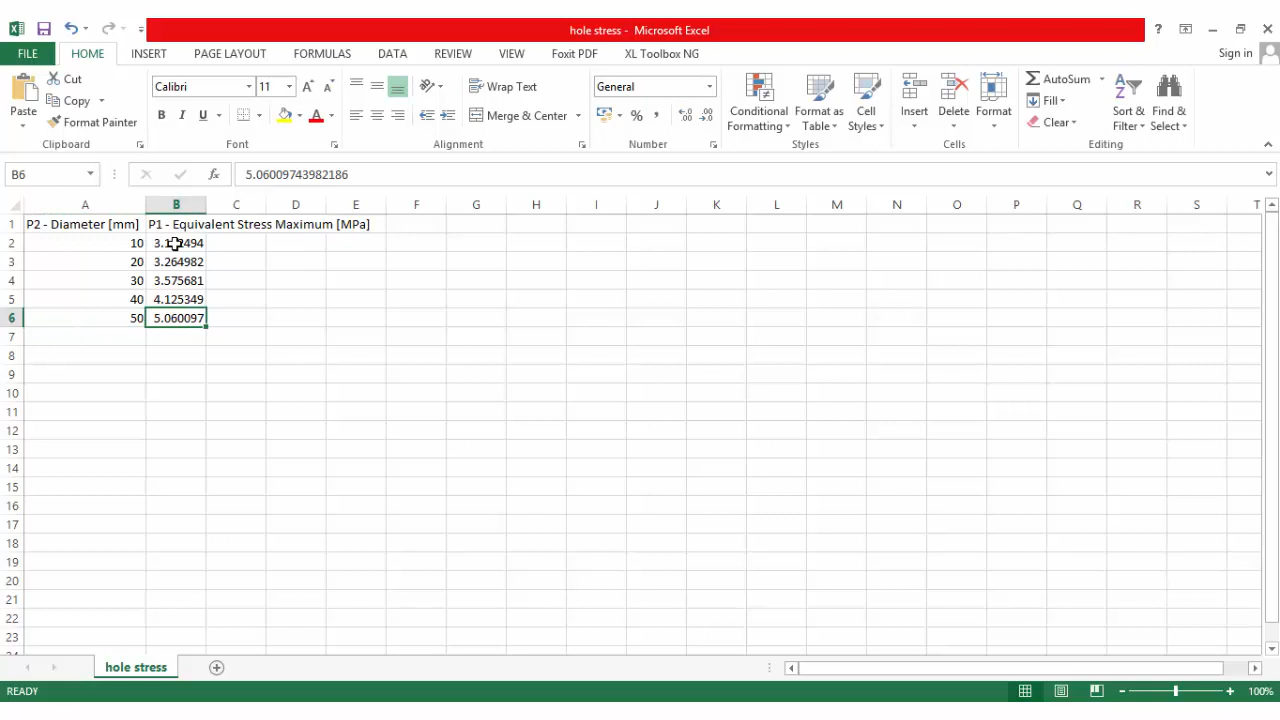 hole stress - Microsoft Excel
?
FILE HOME INSERT PAGE LAYOUT FORMULAS DATA REVIEW VIEW Foxit PDF XL Toolbox NG Sign in
Paste
Cut
Copy
Format Painter
Clipboard
Calibri 11
B I U
Font
Wrap Text
Merge & Center
Alignment
General
% ,
Number
Conditional Formatting
Format as Table
Cell Styles
Styles
Insert
Delete
Format
Cells
AutoSum
Fill
Clear
Sort & Filter
Find & Select
Editing
B6 fx 5.06009743982186
A B C D E F G H I J K L M N O P Q R S T
1 P2 - Diameter [mm] P1 - Equivalent Stress Maximum [MPa]
2 10
3 20 3.264982
4 30 3.575681
5 40 4.125349
6 50 5.060097
7
8
9
10
11
12
13
14
15
16
17
18
19
20
21
22
23
hole stress
READY 100%